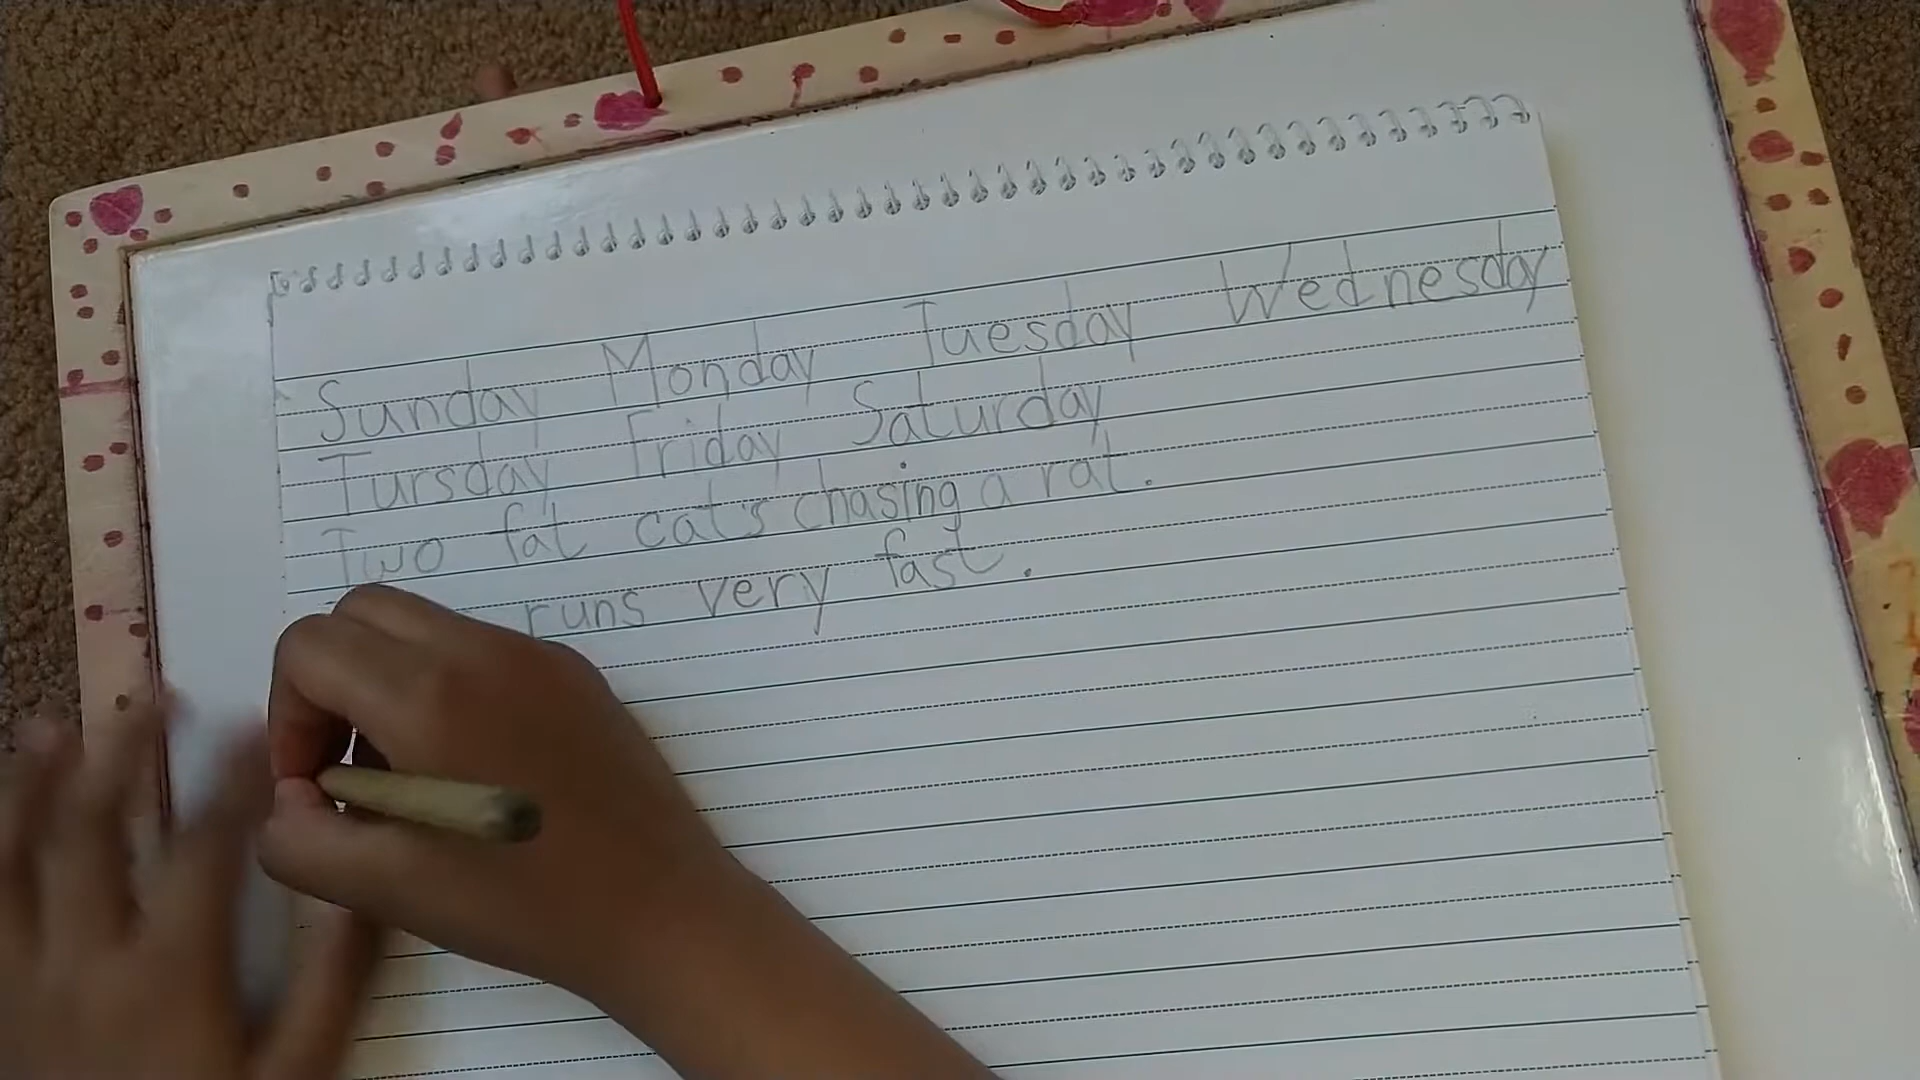 Sunday Monday Tuesday Wednesday
Tursday Friday Saturday
Two fat cat's chasing a rat.
runs very fast.